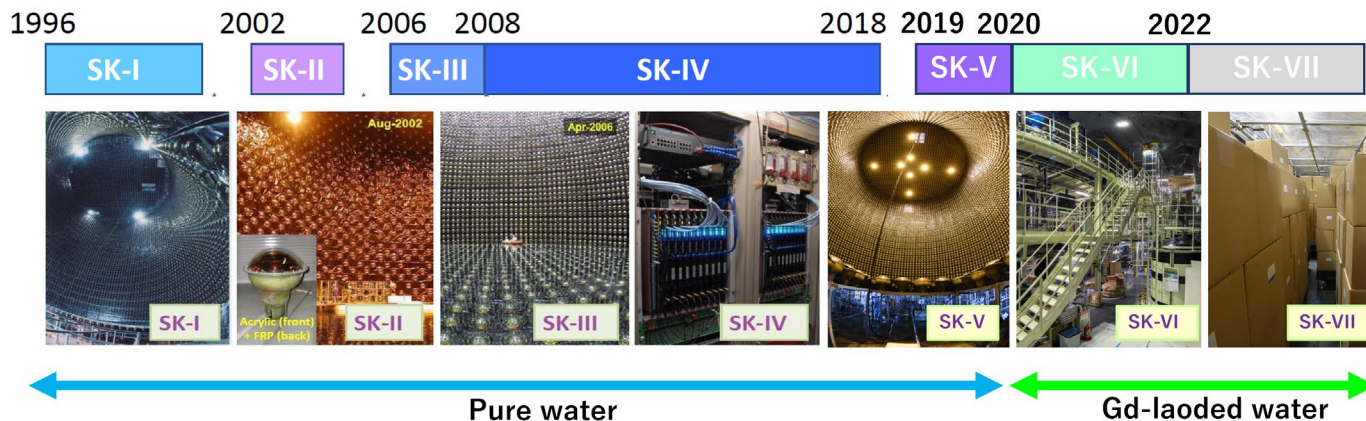 1996 2002 2006 2008 2018 2019 2020 2022
SK-I SK-II SK-III SK-IV SK-V SK-VI SK-VII
Aug-2002
Apr-2006
Acrylic (front)
+ FRP (back)
SK-I SK-II SK-III SK-IV SK-V SK-VI SK-VII
Pure water
Gd-laoded water